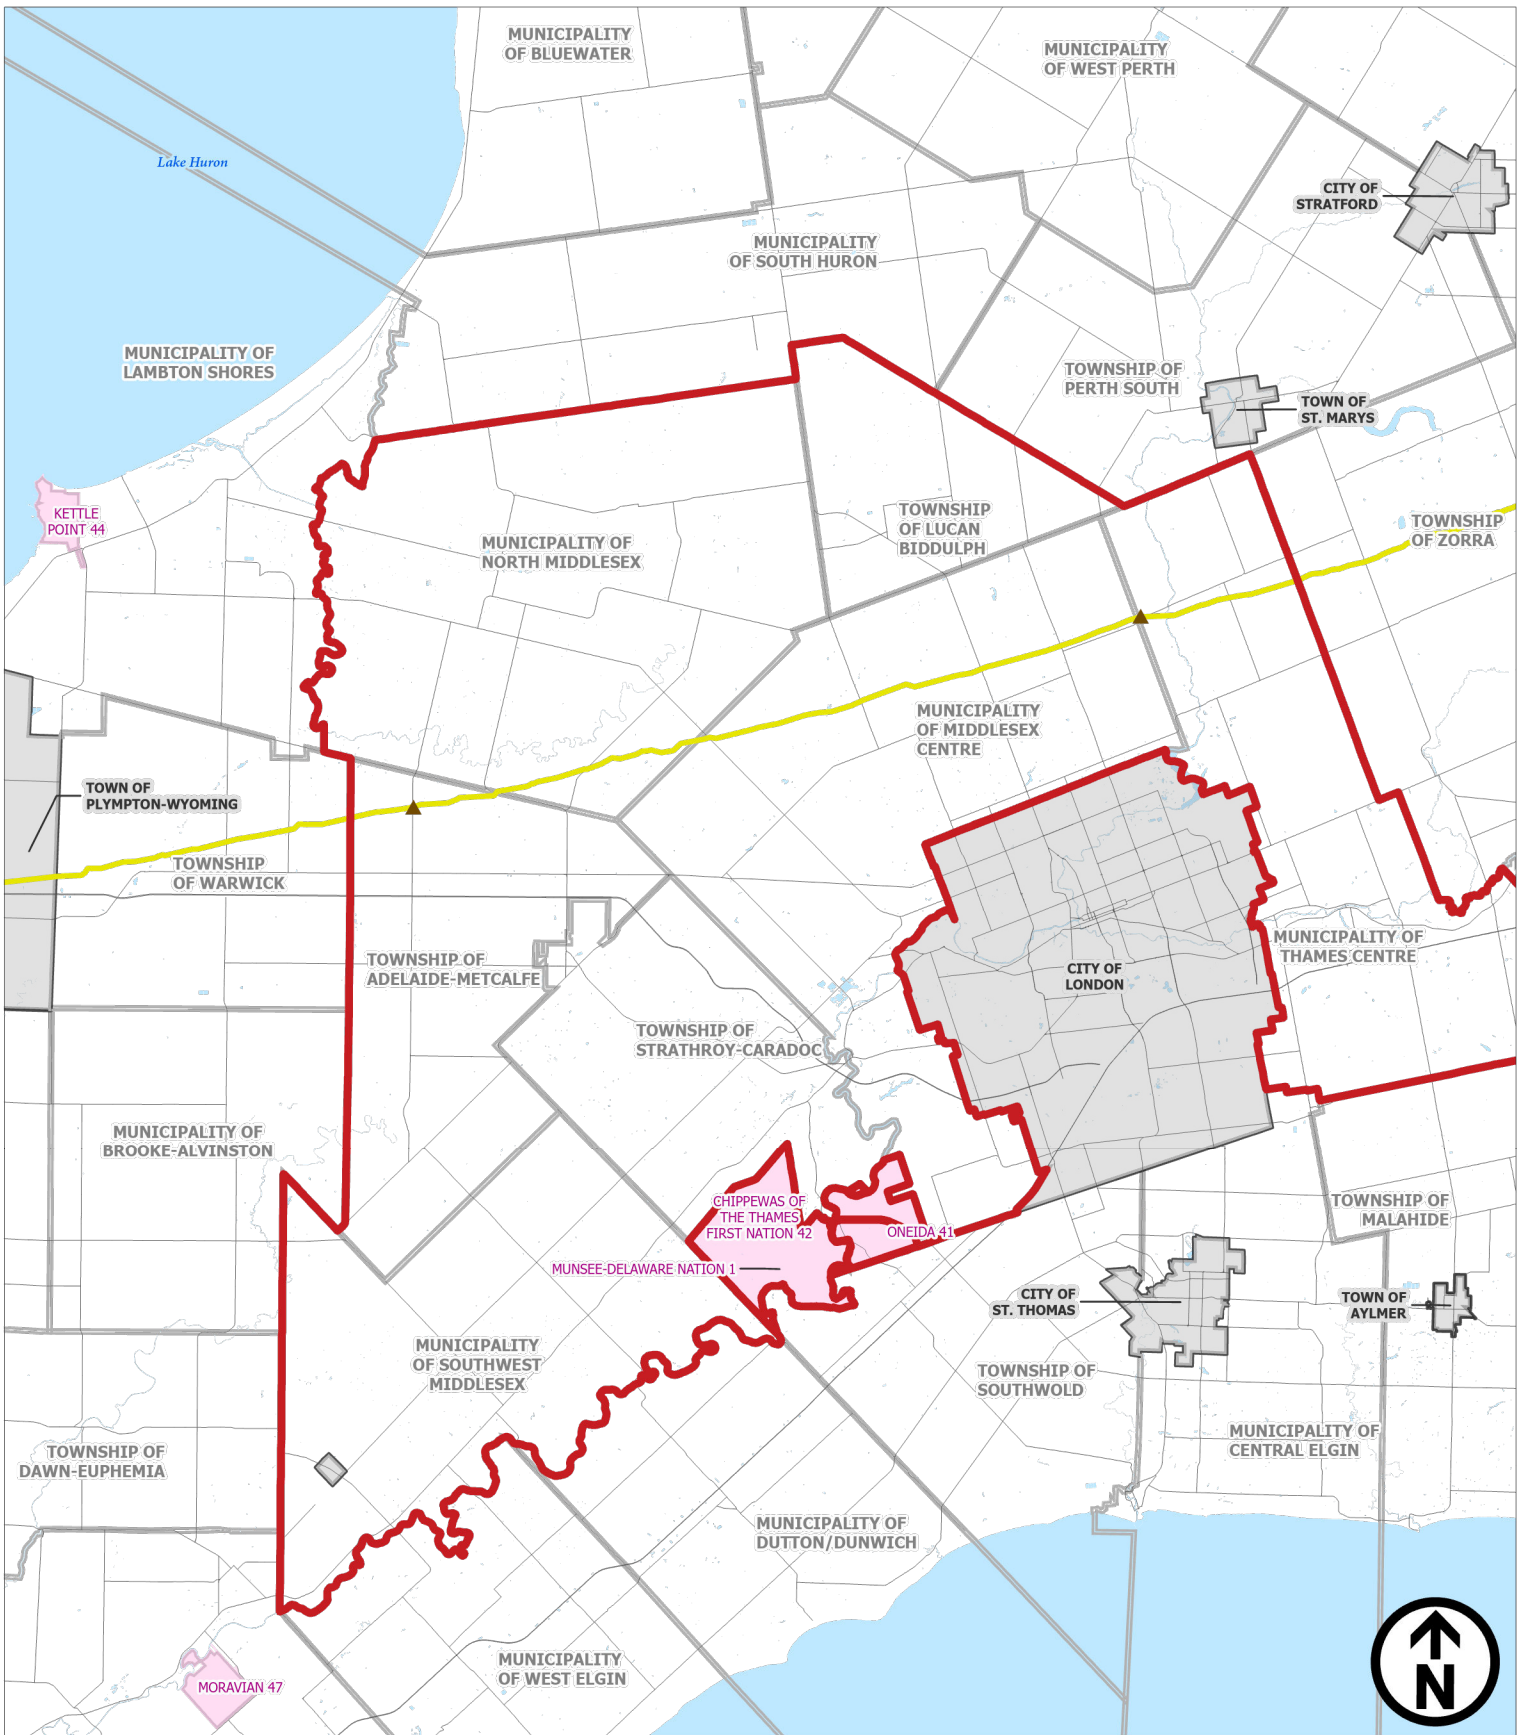 MUNICIPALITY
OF BLUEWATER
MUNICIPALITY
OF WEST PERTH
Lake Huron
CITY OF
STRATFORD
MUNICIPALITY
OF SOUTH HURON
MUNICIPALITY OF
LAMBTON SHORES
TOWNSHIP OF
PERTH SOUTH
TOWN OF
ST. MARYS
KETTLE
POINT 44
MUNICIPALITY OF
NORTH MIDDLESEX
TOWNSHIP
OF LUCAN
BIDDULPH
TOWNSHIP
OF ZORRA
MUNICIPALITY
OF MIDDLESEX
CENTRE
TOWN OF
PLYMPTON-WYOMING
TOWNSHIP
OF WARWICK
TOWNSHIP OF
ADELAIDE-METCALFE
CITY OF
LONDON
MUNICIPALITY OF
THAMES CENTRE
TOWNSHIP OF
STRATHROY-CARADOC
MUNICIPALITY OF
BROOKE-ALVINSTON
CHIPPEWAS OF
THE THAMES
FIRST NATION 42
ONEIDA 41
TOWNSHIP OF
MALAHIDE
MUNSEE-DELAWARE NATION 1
CITY OF
ST. THOMAS
TOWN OF
AYLMER
MUNICIPALITY
OF SOUTHWEST
MIDDLESEX
TOWNSHIP OF
SOUTHWOLD
MUNICIPALITY OF
CENTRAL ELGIN
TOWNSHIP OF
DAWN-EUPHEMIA
MUNICIPALITY OF
DUTTON/DUNWICH
MUNICIPALITY
OF WEST ELGIN
MORAVIAN 47
N